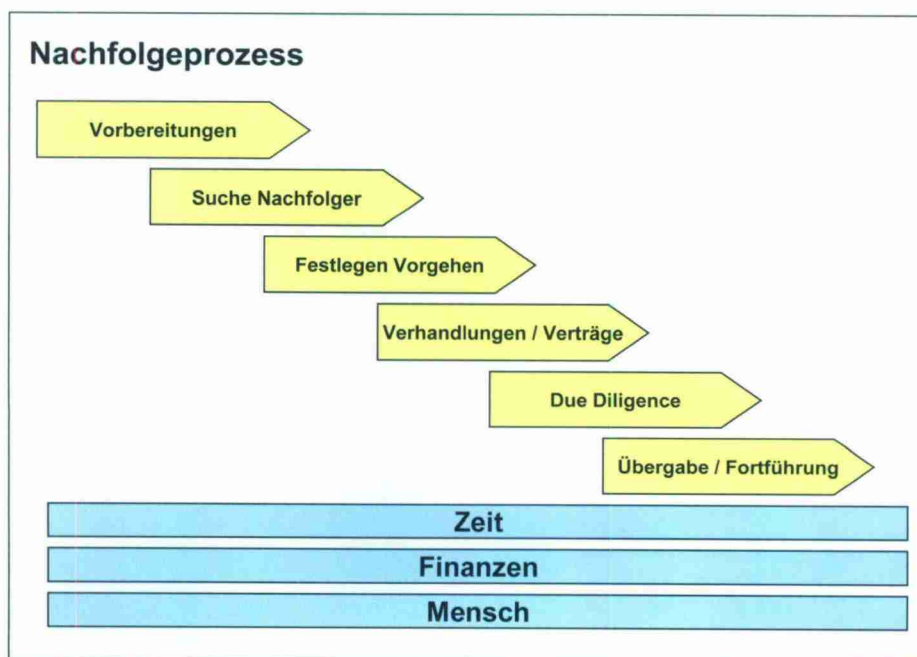 Nachfolgeprozess
Vorbereitungen
Suche Nachfolger
Festlegen Vorgehen
Verhandlungen / Verträge
Due Diligence
Übergabe / Fortführung
Zeit
Finanzen
Mensch